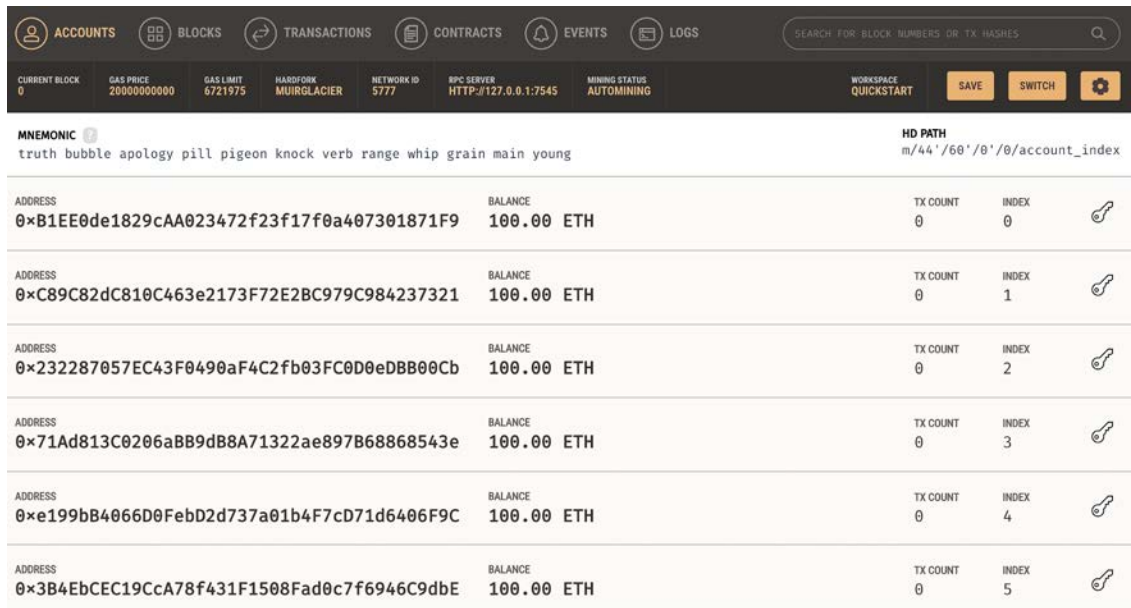 ACCOUNTS BLOCKS TRANSACTIONS CONTRACTS EVENTS LOGS SEARCH FOR BLOCK NUMBERS OR TX HASHES
CURRENT BLOCK GAS PRICE GAS LIMIT HARDFORK NETWORK ID RPC SERVER MINING STATUS WORKSPACE
0 20000000000 6721975 MUIRGLACIER 5777 HTTP://127.0.0.1:7545 AUTOMINING QUICKSTART SAVE SWITCH
MNEMONIC ? HD PATH
truth bubble apology pill pigeon knock verb range whip grain main young m/44'/60'/0'/0/account_index
ADDRESS BALANCE TX COUNT INDEX
0×B1EE0de1829cAA023472f23f17f0a407301871F9 100.00 ETH 0 0
ADDRESS BALANCE TX COUNT INDEX
0×C89C82dC810C463e2173F72E2BC979C984237321 100.00 ETH 0 1
ADDRESS BALANCE TX COUNT INDEX
0×232287057EC43F0490aF4C2fb03FC0D0eDBB00Cb 100.00 ETH 0 2
ADDRESS BALANCE TX COUNT INDEX
0×71Ad813C0206aBB9dB8A71322ae897B68868543e 100.00 ETH 0 3
ADDRESS BALANCE TX COUNT INDEX
0×e199bB4066D0FebD2d737a01b4F7cD71d6406F9C 100.00 ETH 0 4
ADDRESS BALANCE TX COUNT INDEX
0×3B4EbCEC19CcA78f431F1508Fad0c7f6946C9dbE 100.00 ETH 0 5